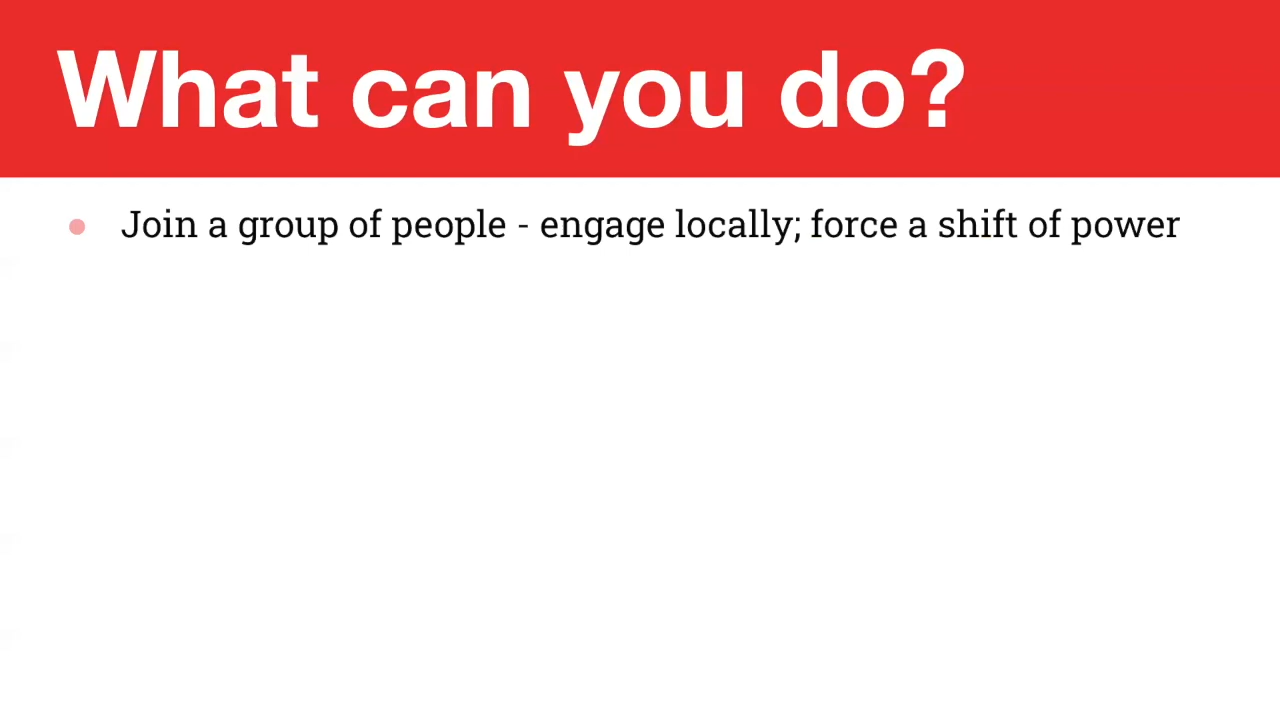 What can you do?
Join a group of people - engage locally; force a shift of power